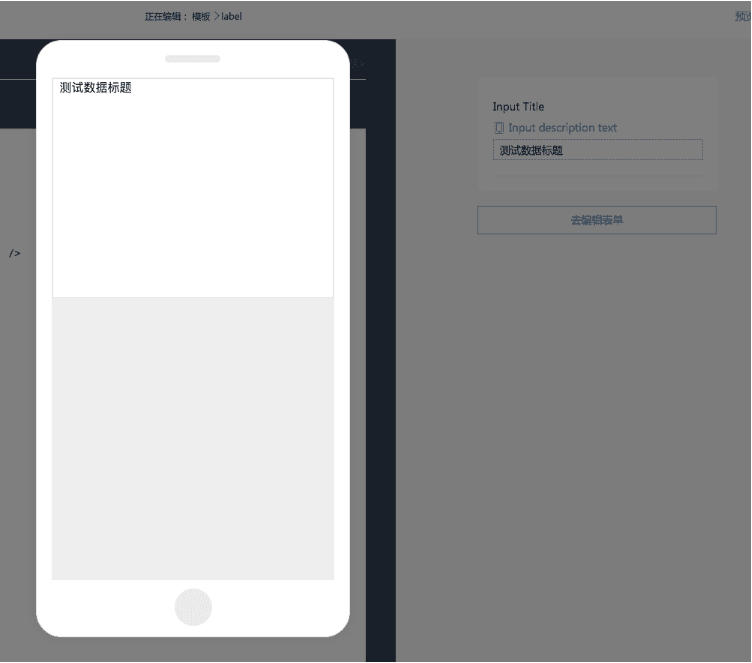 正在编辑： 模板 >label
预览
测试数据标题
/>
Input Title
Input description text
测试数据标题
去编辑表单